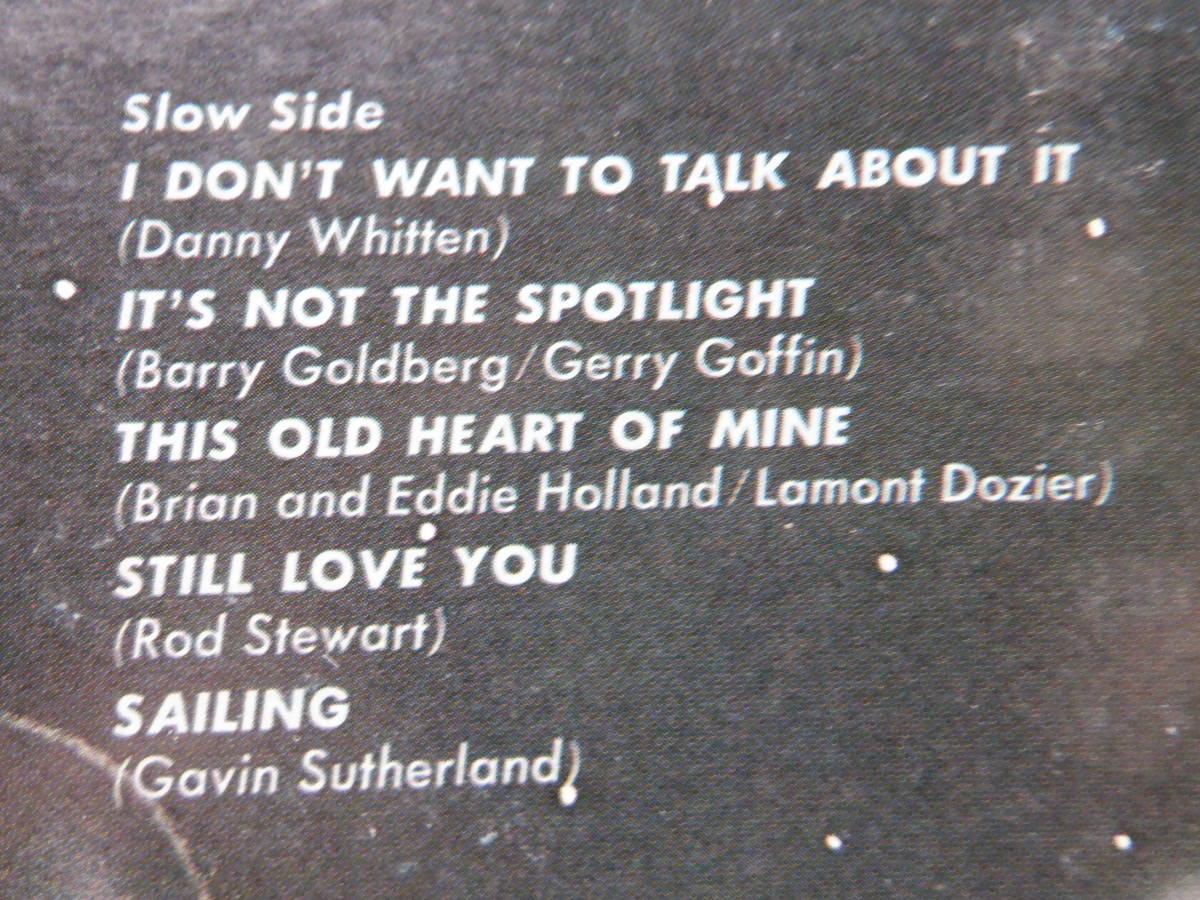 Slow Side
I DON'T WANT TO TALK ABOUT IT
(Danny Whitten)
IT'S NOT THE SPOTLIGHT
(Barry Goldberg/Gerry Goffin)
THIS OLD HEART OF MINE
(Brian and Eddie Holland/Lamont Dozier)
STILL LOVE YOU
(Rod Stewart)
SAILING
(Gavin Sutherland)